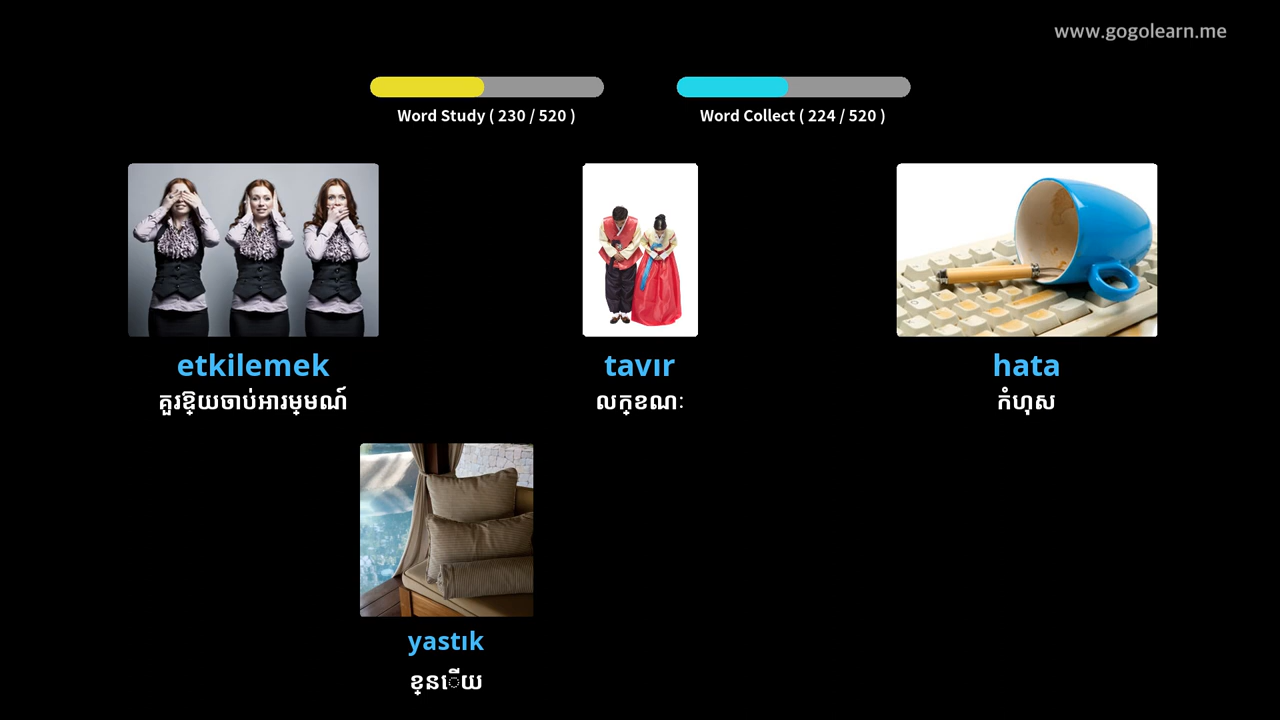 www.gogolearn.me
Word Study ( 230 / 520 )
Word Collect ( 224 / 520 )
etkilemek
គួរឱ្យចាប់អារម្មណ៍
tavır
លក្ខណៈ
hata
កំហុស
yastık
ខ្នើយ